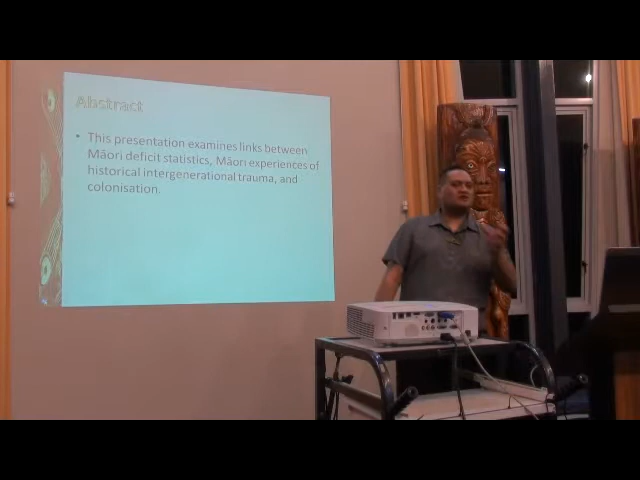 Abstract
• This presentation examines links between
Māori deficit statistics, Māori experiences of
historical intergenerational trauma, and
colonisation.